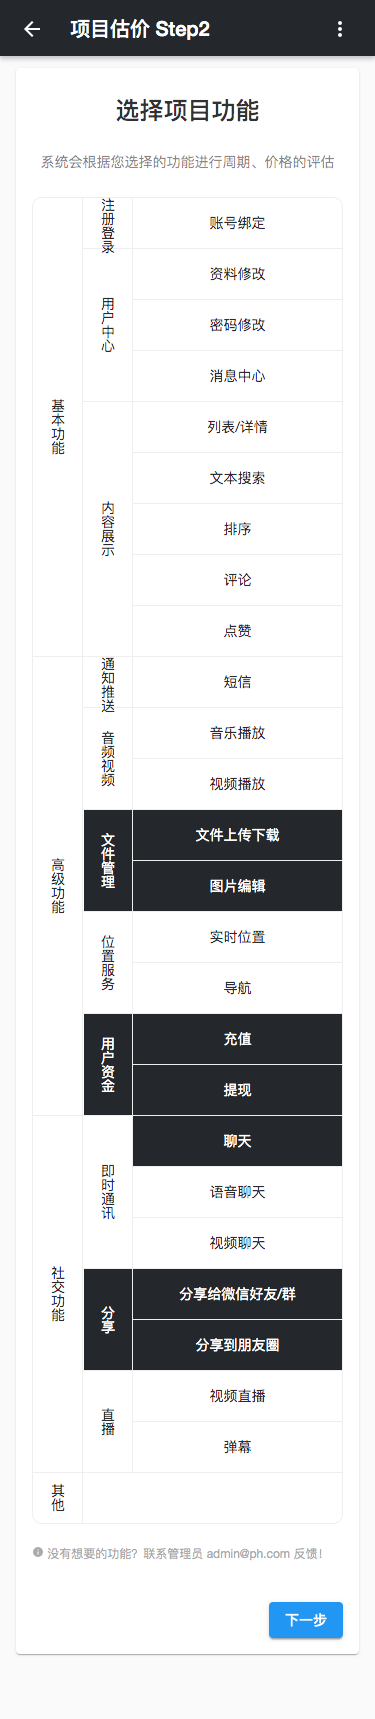 项目估价 Step2
选择项目功能
系统会根据您选择的功能进行周期、价格的评估
基本功能
注册登录
账号绑定
用户中心
资料修改
密码修改
消息中心
内容展示
列表/详情
文本搜索
排序
评论
点赞
高级功能
通知推送
短信
音频视频
音乐播放
视频播放
文件管理
文件上传下载
图片编辑
位置服务
实时位置
导航
用户资金
充值
提现
社交功能
即时通讯
聊天
语音聊天
视频聊天
分享
分享给微信好友/群
分享到朋友圈
直播
视频直播
弹幕
其他
没有想要的功能？联系管理员 admin@ph.com 反馈！
下一步